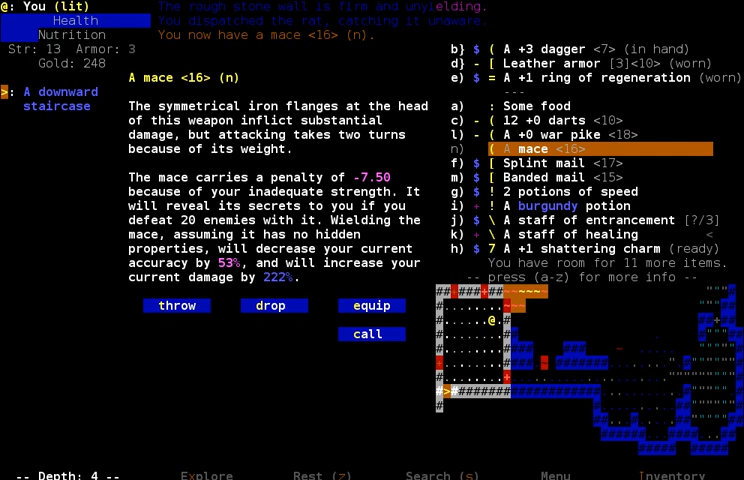 @: You (lit)
The rough stone wall is firm and unyielding.
Health
You dispatched the rat, catching it unaware.
Nutrition
You now have a mace <16> (n).
Str: 13 Armor: 3
Gold: 248
>: A downward
staircase
A mace <16> (n)
The symmetrical iron flanges at the head
of this weapon inflict substantial
damage, but attacking takes two turns
because of its weight.
The mace carries a penalty of -7.50
because of your inadequate strength. It
will reveal its secrets to you if you
defeat 20 enemies with it. Wielding the
mace, assuming it has no hidden
properties, will decrease your current
accuracy by 53%, and will increase your
current damage by 222%.
throw drop equip
call
b} $ ( A +3 dagger <7> (in hand)
d} - [ Leather armor [3]<10> (worn)
e} $ = A +1 ring of regeneration (worn)
---
a) : Some food
c) - ( 12 +0 darts <10>
l) - ( A +0 war pike <18>
n) ( A mace <16>
f) $ [ Splint mail <17>
m) $ [ Banded mail <15>
g) $ ! 2 potions of speed
i) + ! A burgundy potion
j) $ \ A staff of entrancement [?/3]
k) + \ A staff of healing <
h) $ 7 A +1 shattering charm (ready)
You have room for 11 more items.
-- press (a-z) for more info --
-- Depth: 4 -- Explore Rest (z) Search (s) Menu Inventory